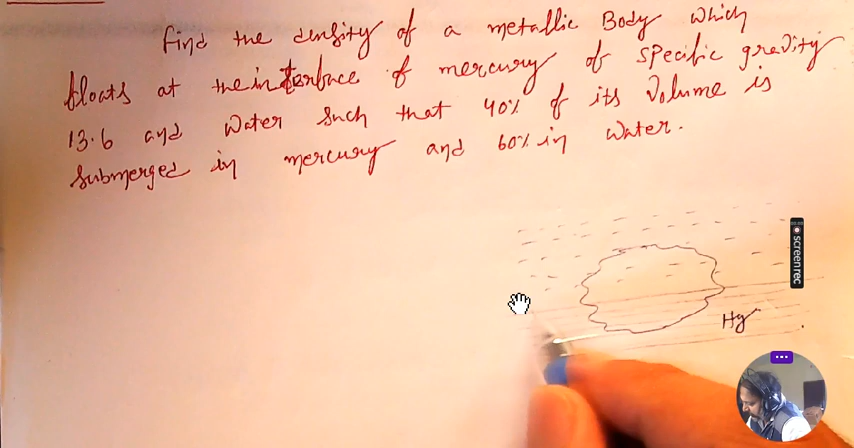 Find the density of a metallic Body which
floats at the interface of mercury of specific gravity
13.6 and water such that 40% of its volume is
submerged in mercury and 60% in water.
Hg
screenrec